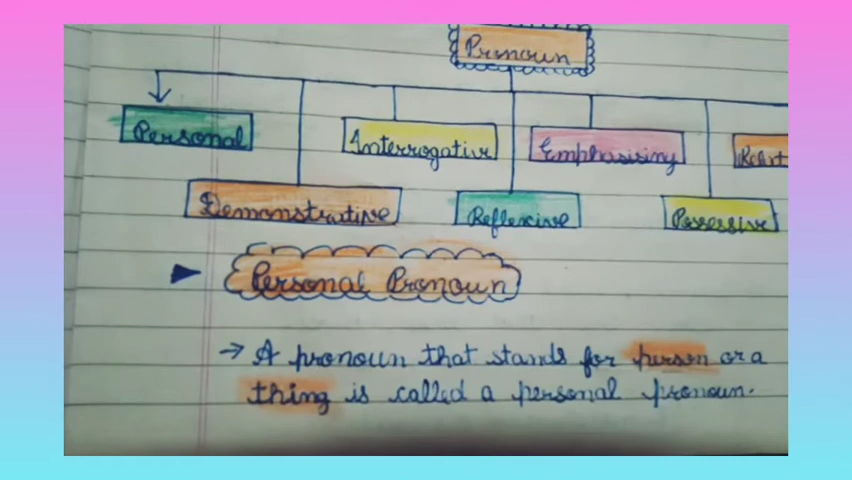 Pronoun
Personal
Interrogative
Emphasising
Demonstrative
Reflexive
Possessive
Personal Pronoun
→ A pronoun that stands for person or a
thing is called a personal pronoun.